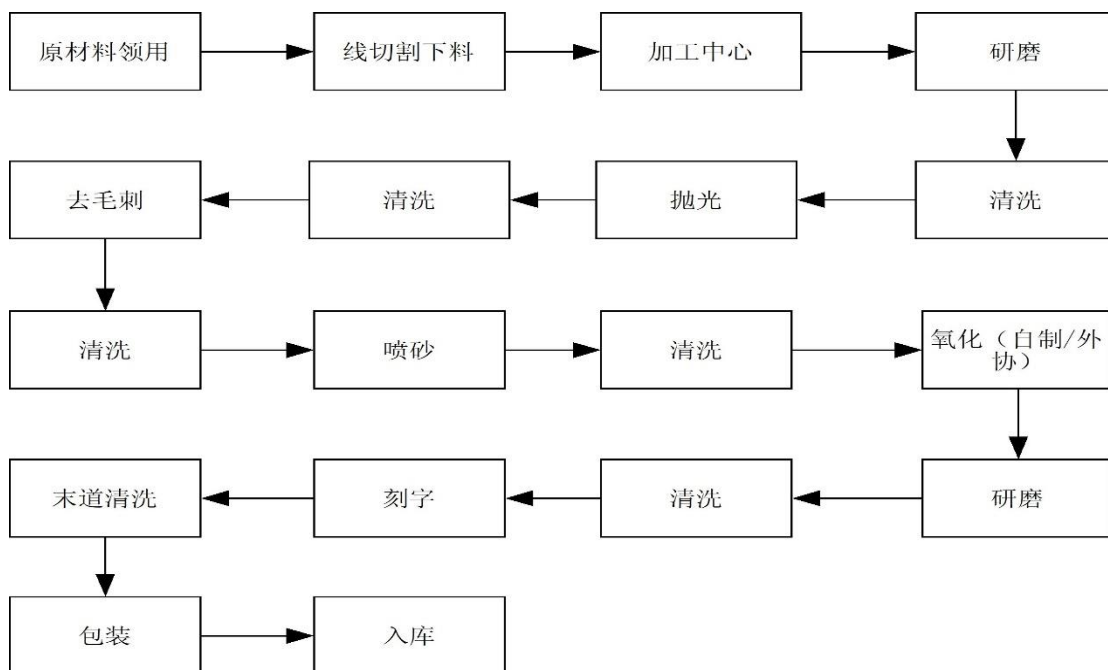 原材料领用
线切割下料
加工中心
研磨
清洗
抛光
清洗
去毛刺
清洗
喷砂
清洗
氧化（自制/外
协）
研磨
清洗
刻字
末道清洗
包装
入库